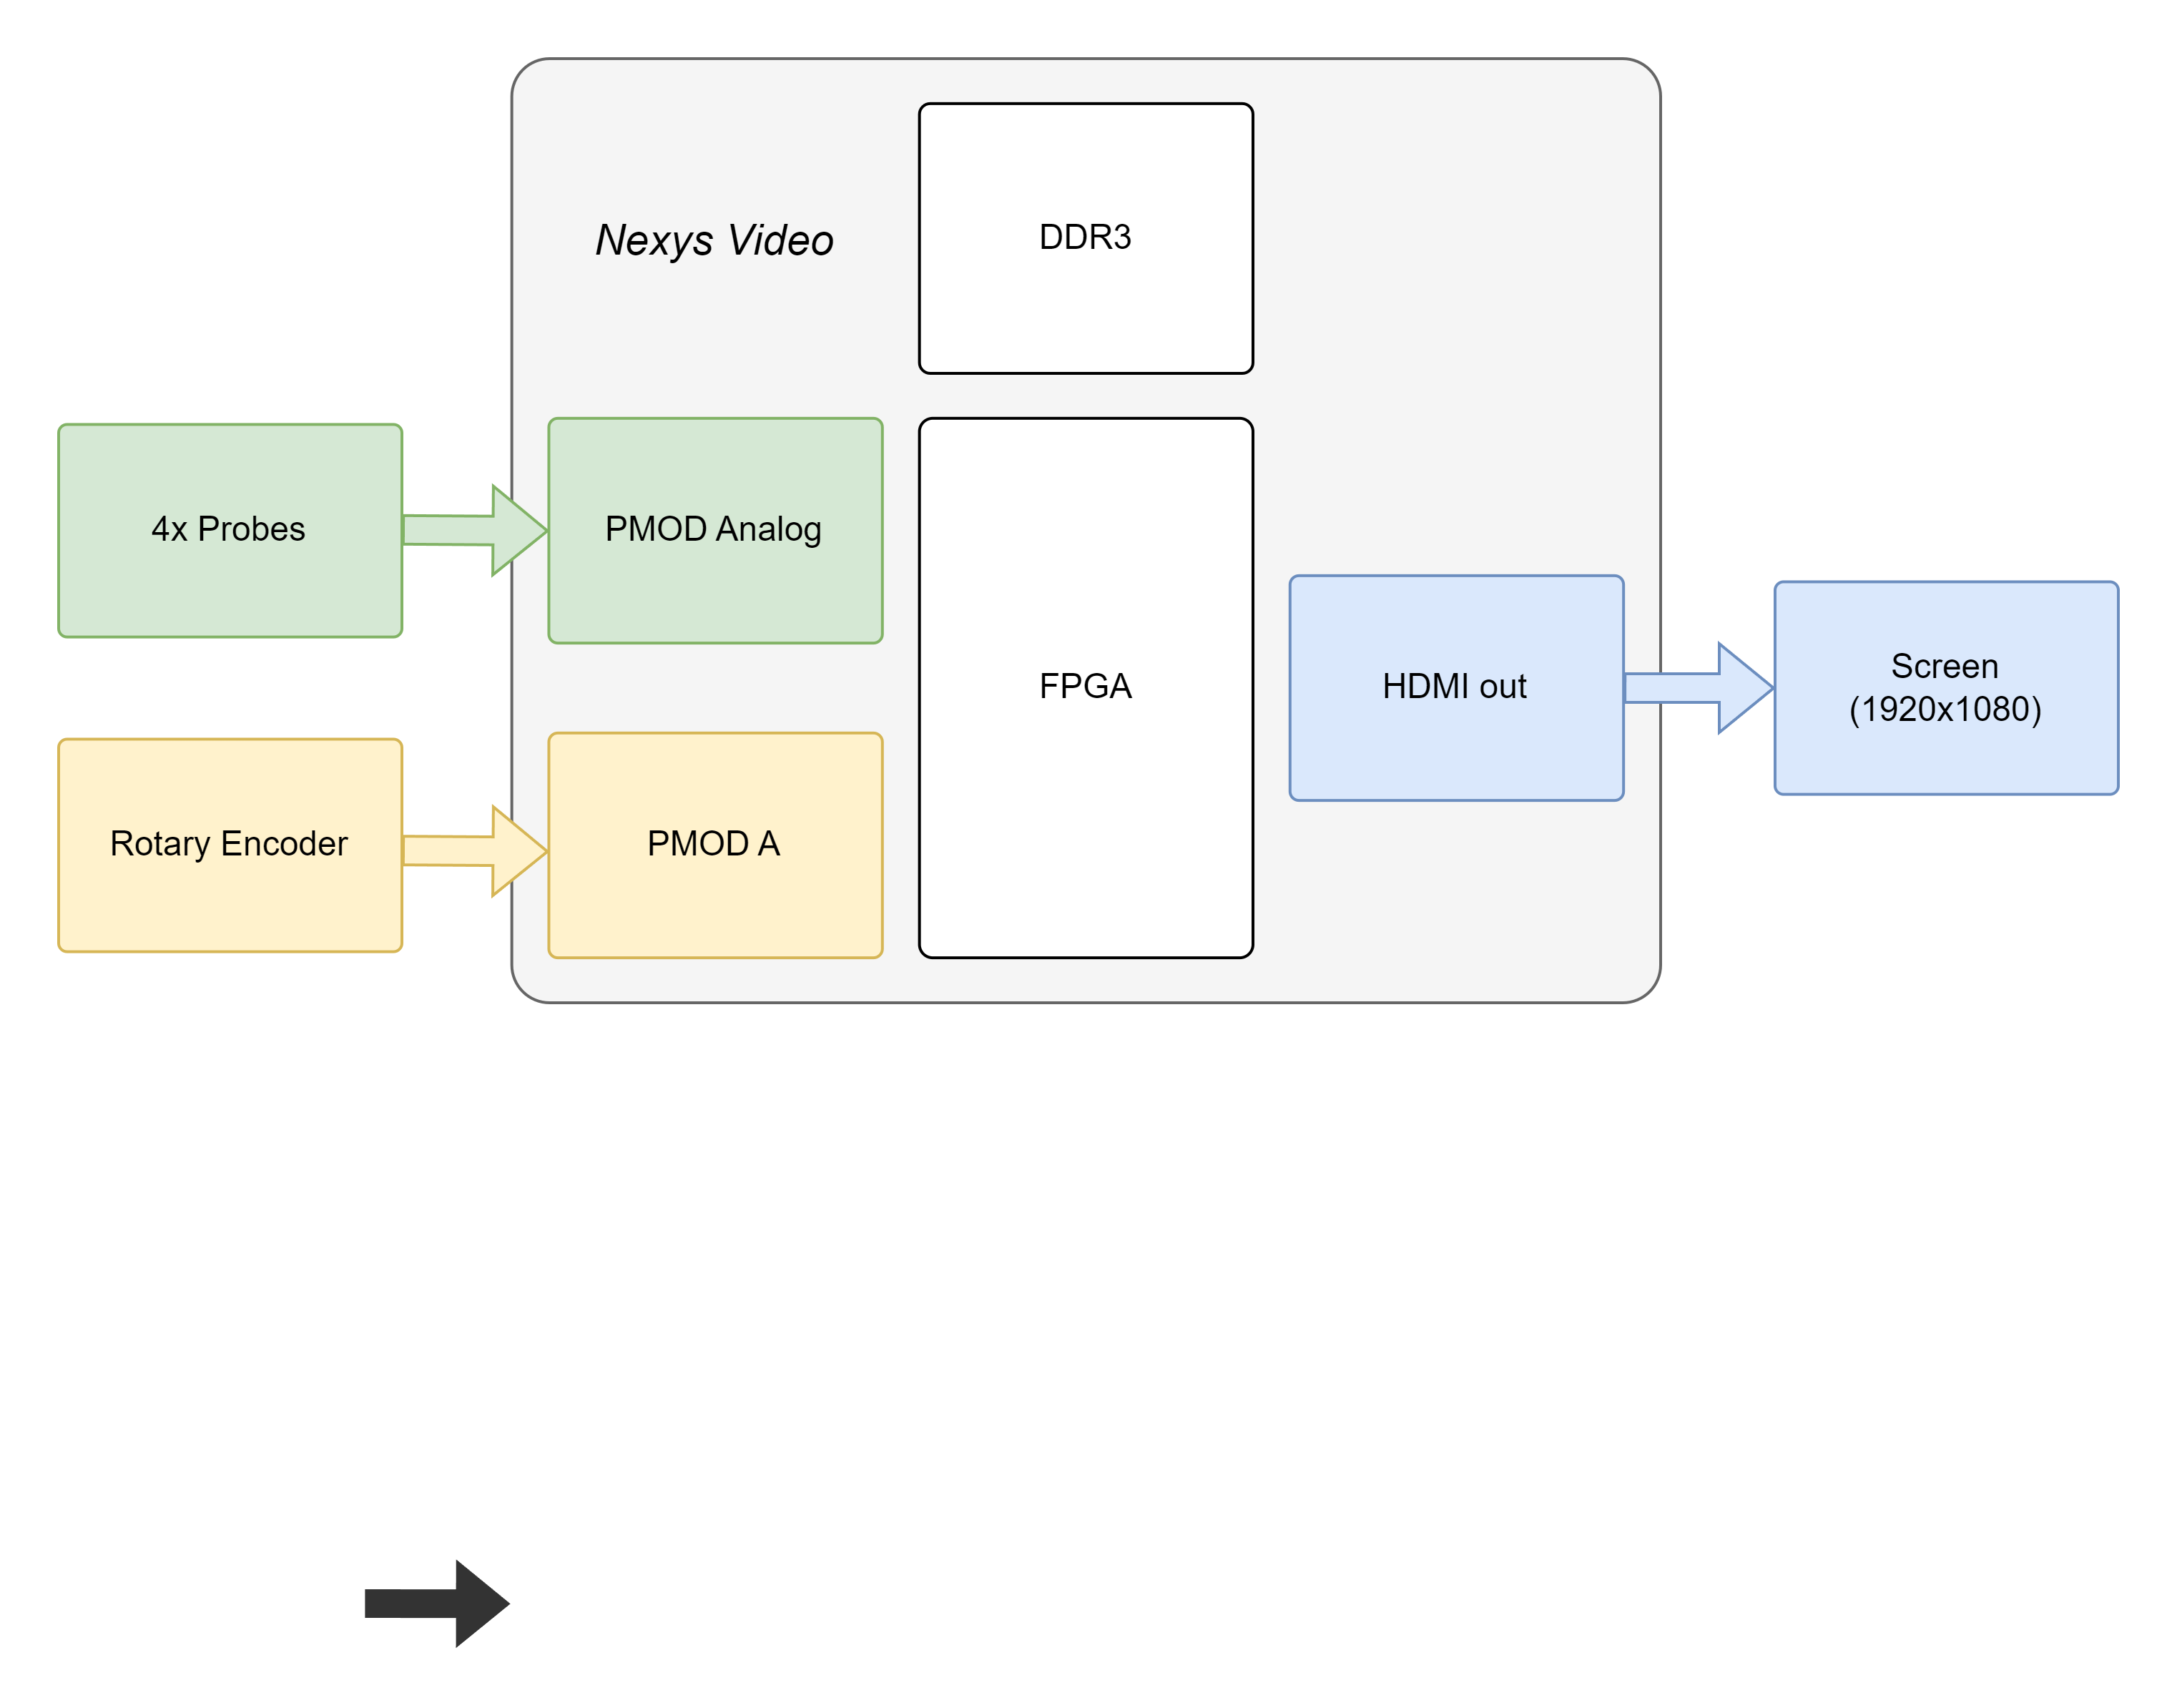 Nexys Video
DDR3
4x Probes
PMOD Analog
FPGA
HDMI out
Screen
(1920x1080)
Rotary Encoder
PMOD A